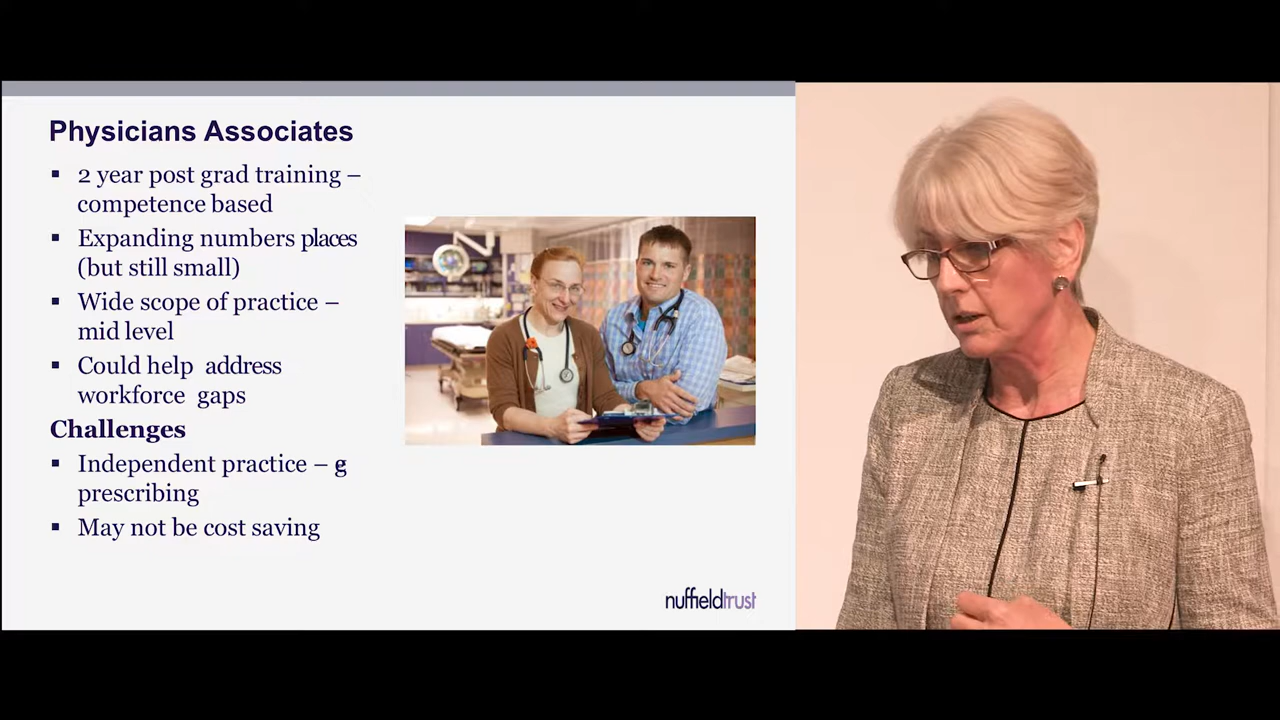 Physicians Associates
▪ 2 year post grad training –
competence based
▪ Expanding numbers places
(but still small)
▪ Wide scope of practice –
mid level
▪ Could help address
workforce gaps
Challenges
▪ Independent practice –
prescribing
▪ May not be cost saving
nuffieldtrust